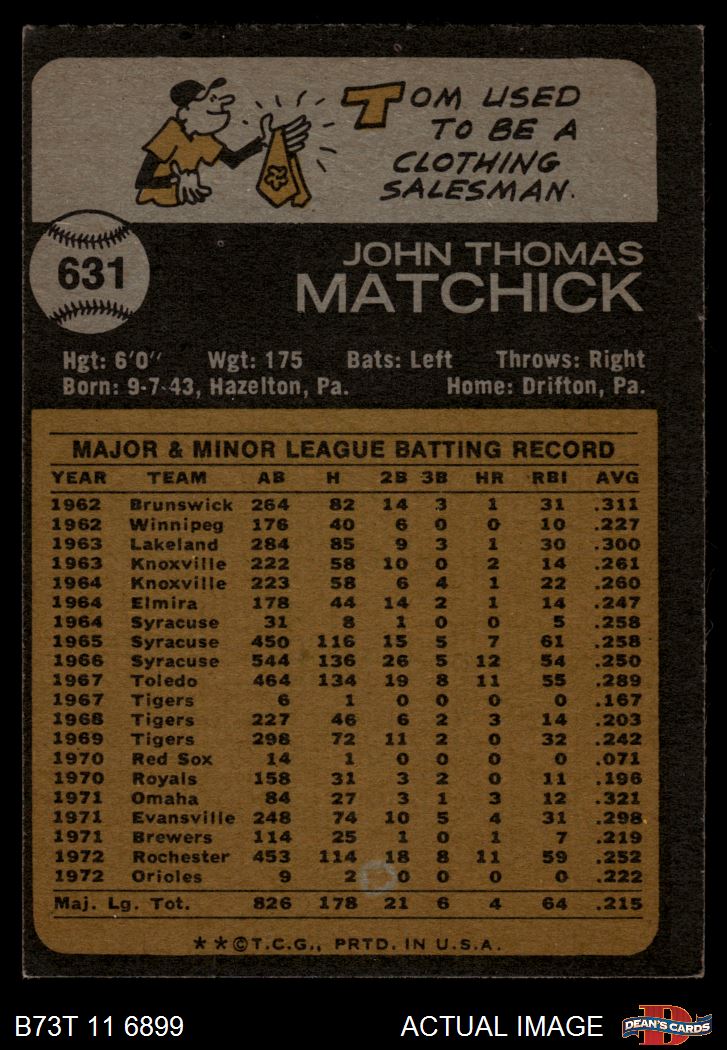 TOM USED
TO BE A
CLOTHING
SALESMAN.
631
JOHN THOMAS
MATCHICK
Hgt: 6'0" Wgt: 175 Bats: Left Throws: Right
Born: 9-7-43, Hazelton, Pa. Home: Drifton, Pa.
MAJOR & MINOR LEAGUE BATTING RECORD
YEAR TEAM AB H 2B 3B HR RBI AVG
1962 Brunswick 264 82 14 3 1 31 .311
1962 Winnipeg 176 40 6 0 0 10 .227
1963 Lakeland 284 85 9 3 1 30 .300
1963 Knoxville 222 58 10 0 2 14 .261
1964 Knoxville 223 58 6 4 1 22 .260
1964 Elmira 178 44 14 2 1 14 .247
1964 Syracuse 31 8 1 0 0 5 .258
1965 Syracuse 450 116 15 5 7 61 .258
1966 Syracuse 544 136 26 5 12 54 .250
1967 Toledo 464 134 19 8 11 55 .289
1967 Tigers 6 1 0 0 0 0 .167
1968 Tigers 227 46 6 2 3 14 .203
1969 Tigers 298 72 11 2 0 32 .242
1970 Red Sox 14 1 0 0 0 0 .071
1970 Royals 158 31 3 2 0 11 .196
1971 Omaha 84 27 3 1 3 12 .321
1971 Evansville 248 74 10 5 4 31 .298
1971 Brewers 114 25 1 0 1 7 .219
1972 Rochester 453 114 18 8 11 59 .252
1972 Orioles 9 2 0 0 0 0 .222
Maj. Lg. Tot. 826 178 21 6 4 64 .215
**©T.C.G., PRTD. IN U.S.A.
B73T 11 6899 ACTUAL IMAGE
D
DEAN'S CARDS